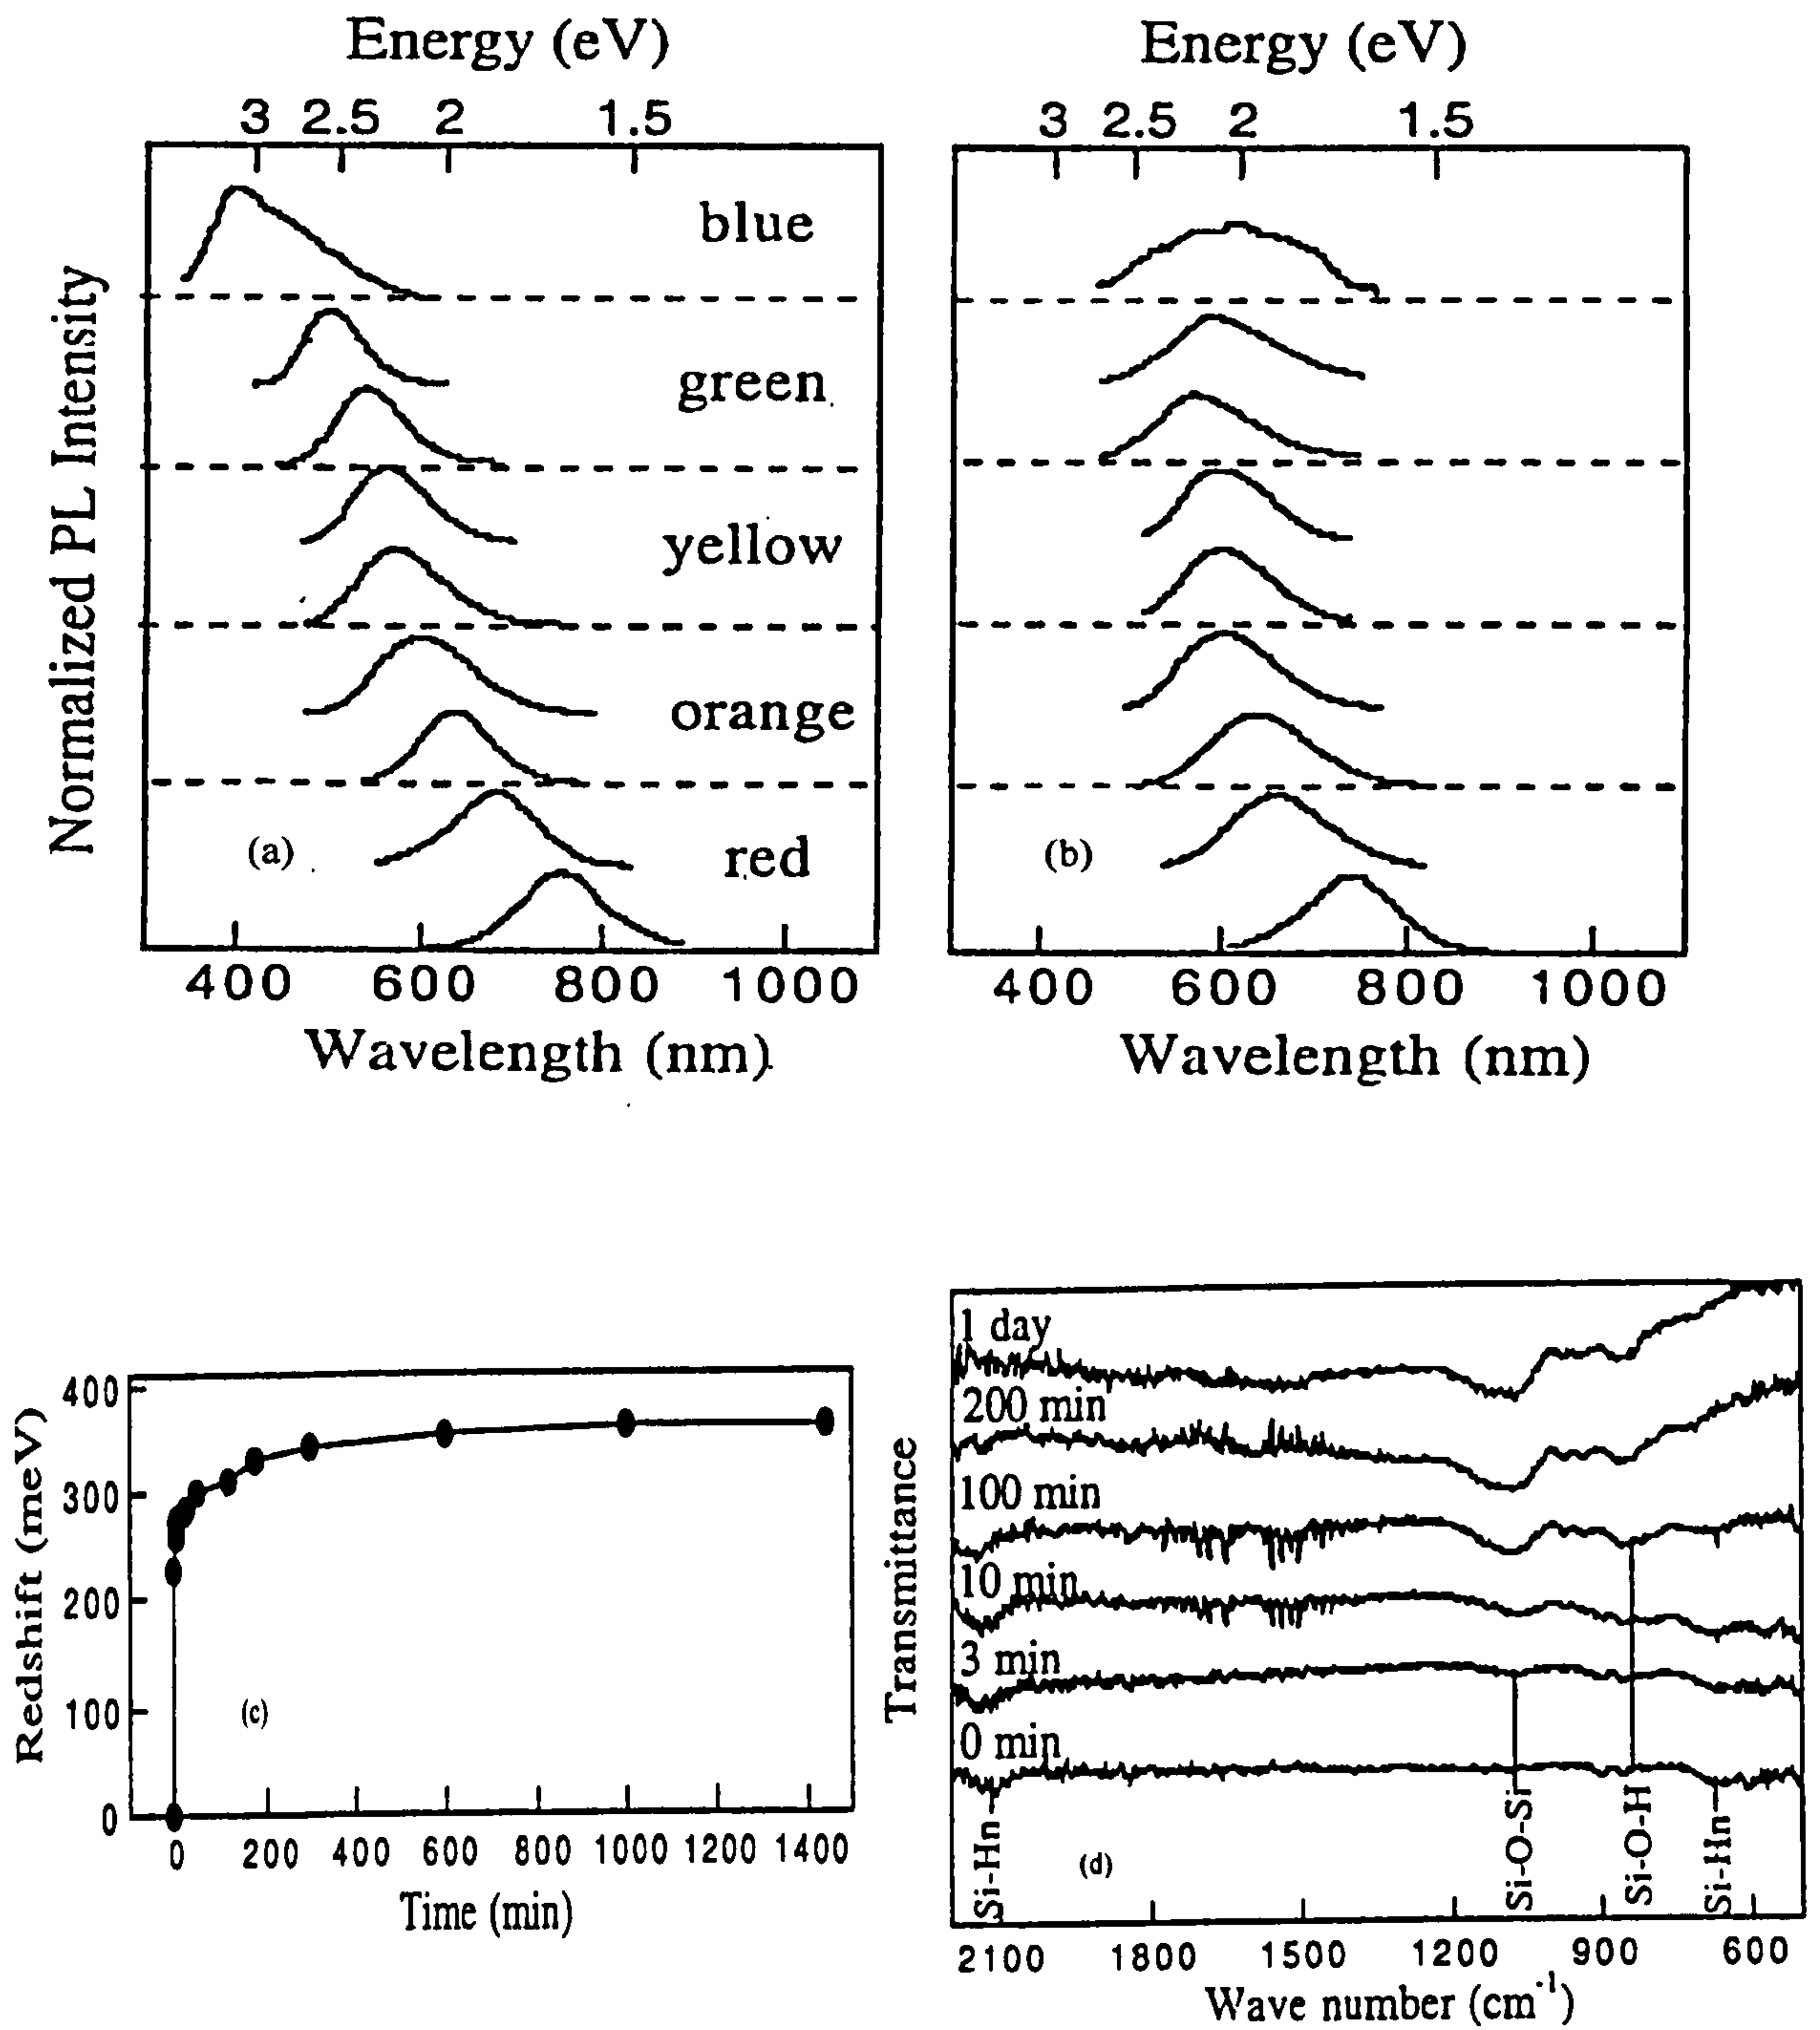 Energy (eV)
3 2.5 2 1.5
Normalized PL Intensity
blue
green
yellow
orange
red
(a)
400 600 800 1000
Wavelength (nm)
Energy (eV)
3 2.5 2 1.5
(b)
400 600 800 1000
Wavelength (nm)
Redshift (meV)
400
300
200
100
0
(c)
0 200 400 600 800 1000 1200 1400
Time (min)
Transmittance
1 day
200 min
100 min
10 min
3 min
0 min
Si-Hn
(d)
Si-O-Si
Si-O-H
Si-Hn
2100 1800 1500 1200 900 600
Wave number (cm⁻¹)